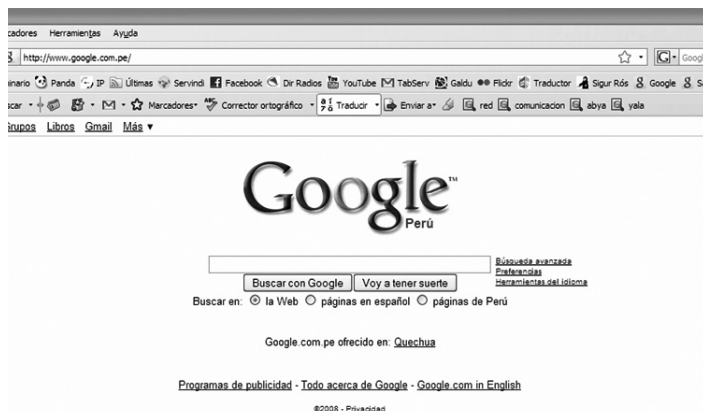 cadores Herramientas Ayuda
http://www.google.com.pe/ G Goog
inario Panda IP Últimas Servindi Facebook Dir Radios YouTube TabServ Galdu Flickr Traductor Sigur Rós Google S
scar Marcadores Corrector ortográfico Traducir Enviar a red comunicacion abya yala
Grupos Libros Gmail Más ▼
Google™
Perú
Búsqueda avanzada
Preferencias
Herramientas del idioma
Buscar con Google Voy a tener suerte
Buscar en: la Web páginas en español páginas de Perú
Google.com.pe ofrecido en: Quechua
Programas de publicidad - Todo acerca de Google - Google.com in English
©2008 - Privacidad